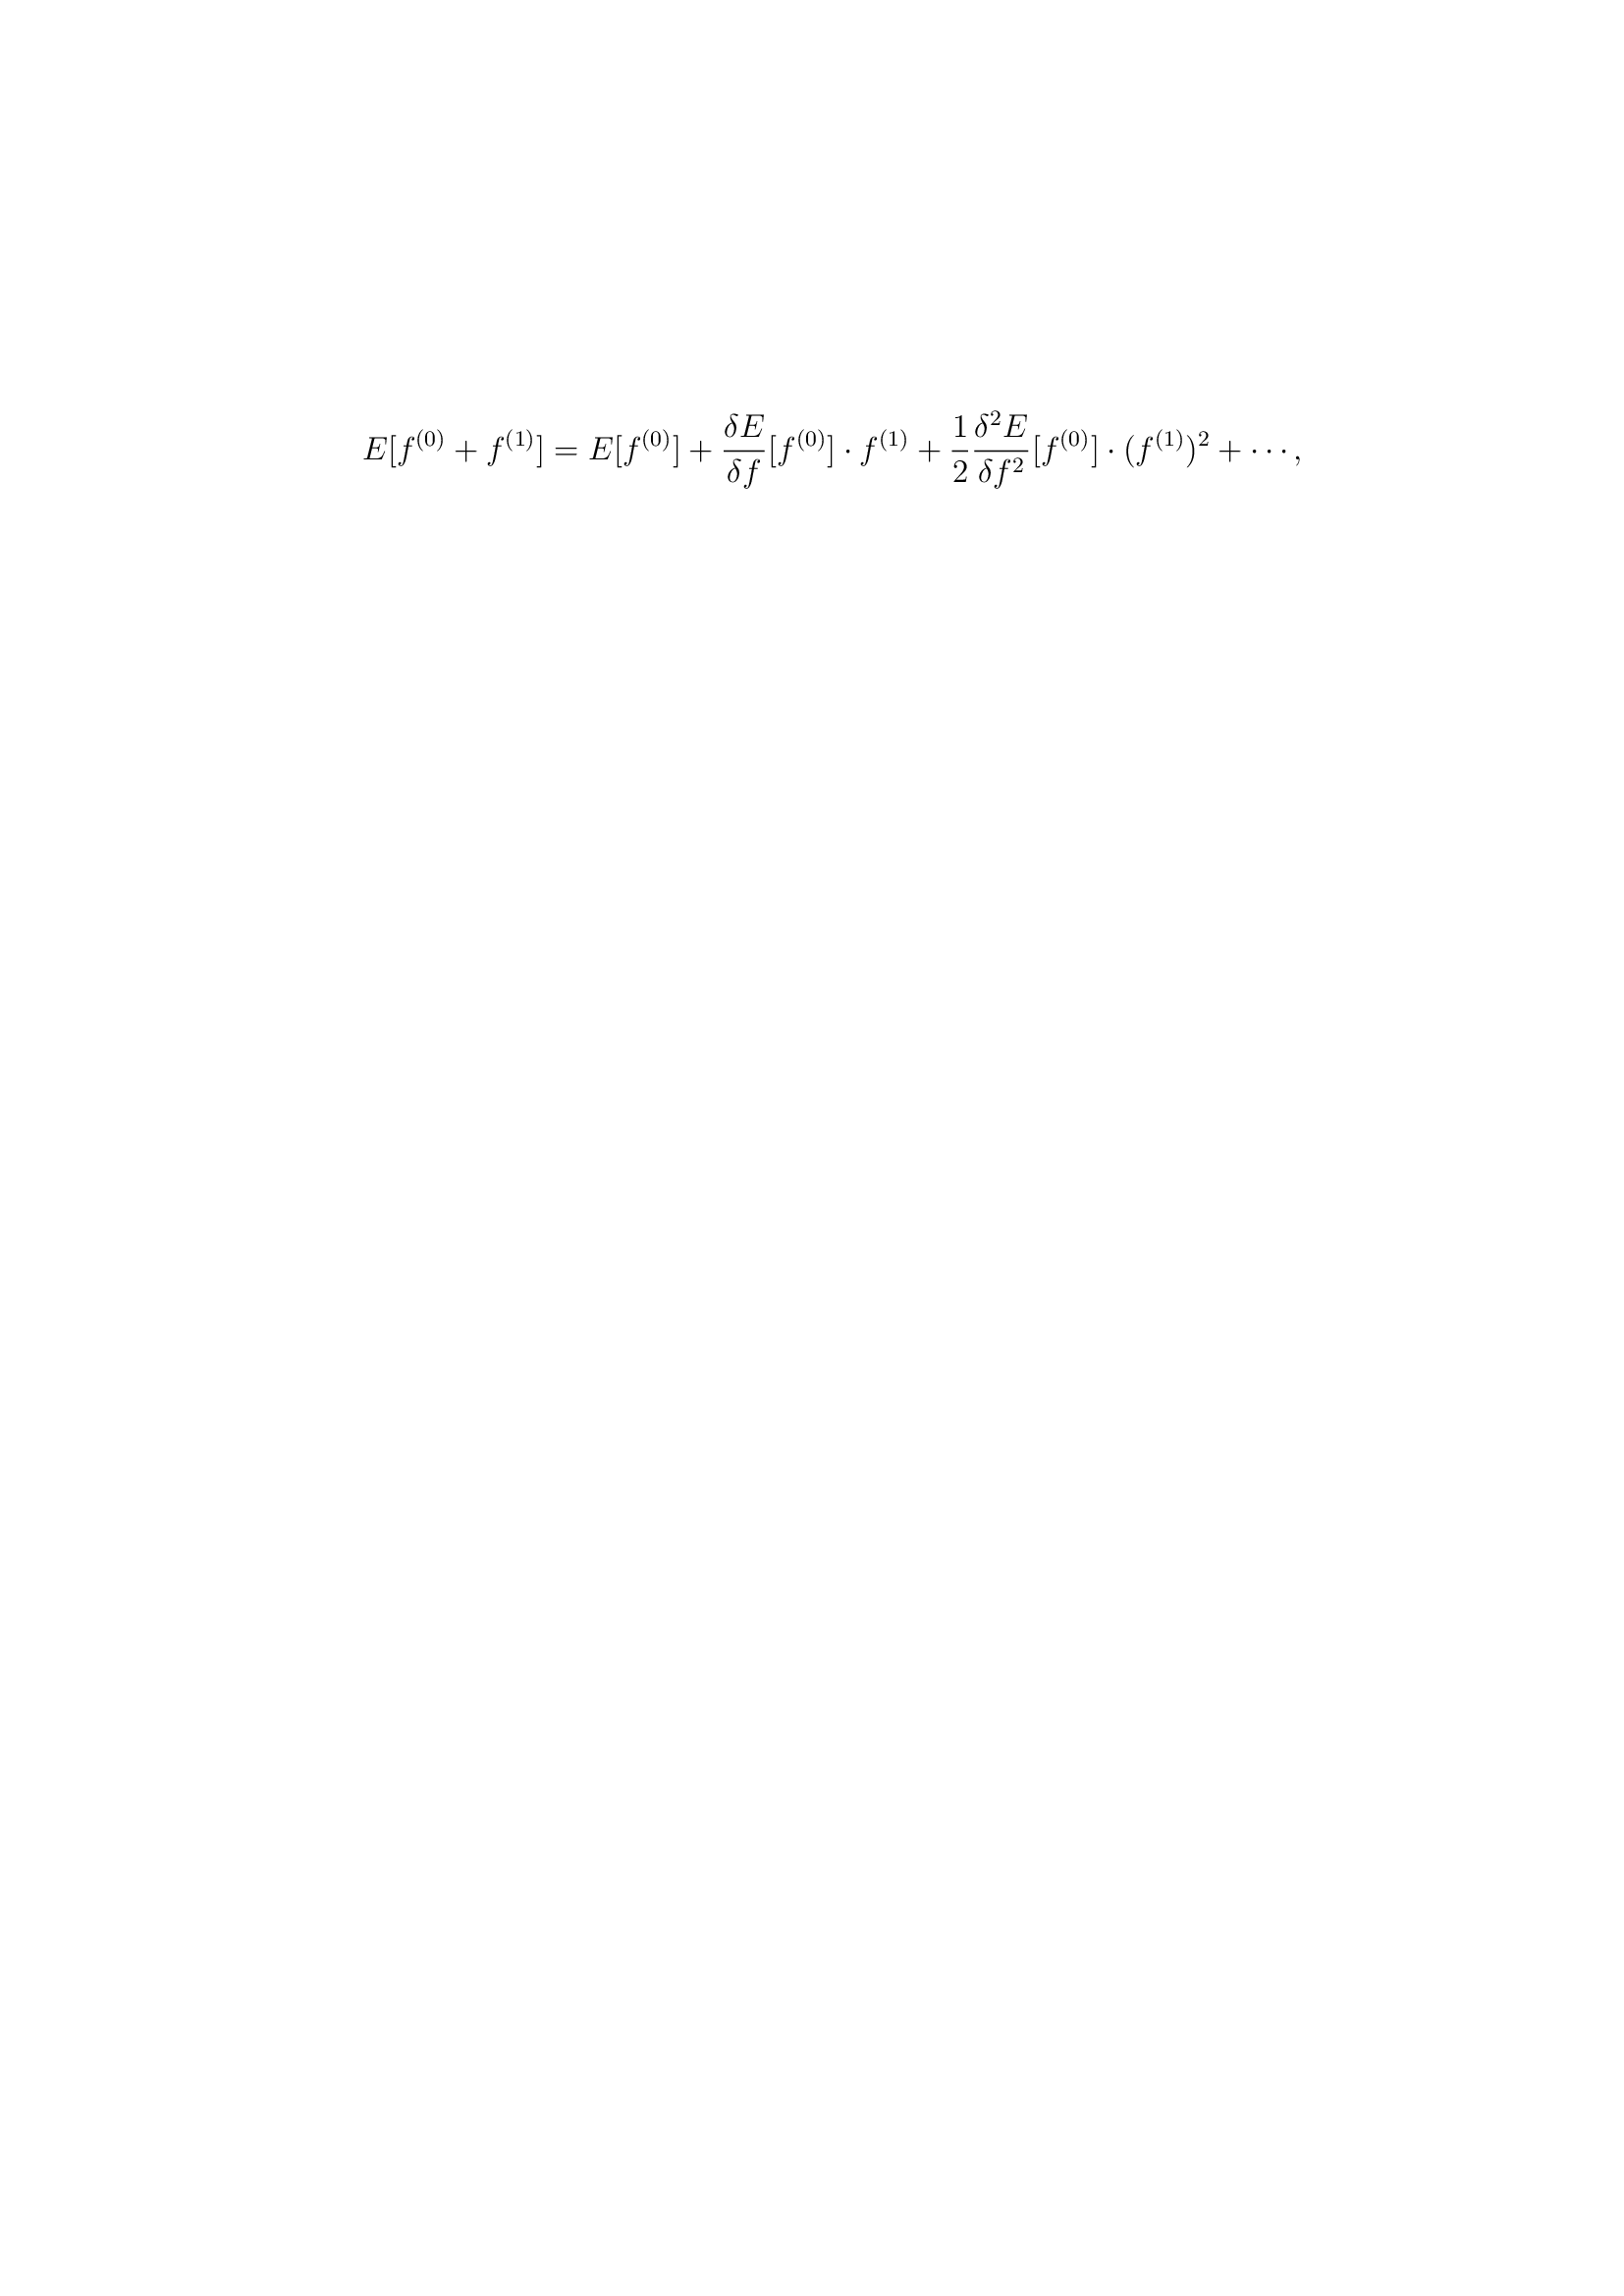 $E[f^{(0)} + f^{(1)}] = E[f^{(0)}] + \frac{\delta E}{\delta f}[f^{(0)}] \cdot f^{(1)} + \frac{1}{2}\frac{\delta^2 E}{\delta f^2}[f^{(0)}] \cdot (f^{(1)})^2 + \cdots,$